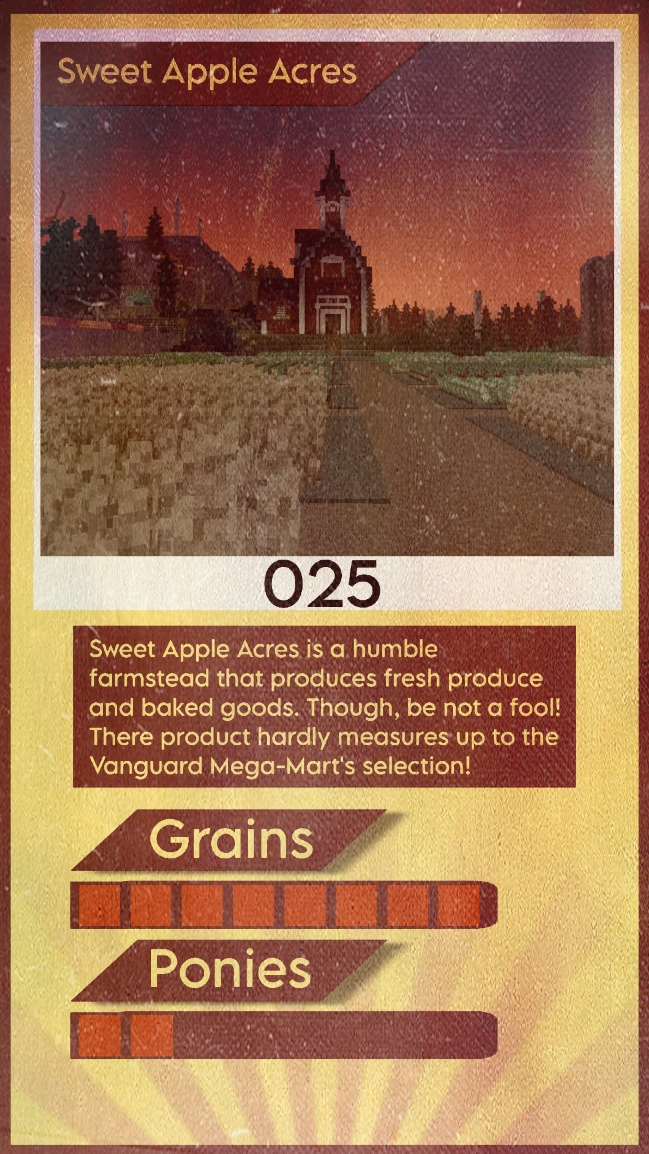 Sweet Apple Acres
025
Sweet Apple Acres is a humble
farmstead that produces fresh produce
and baked goods. Though, be not a fool!
There product hardly measures up to the
Vanguard Mega-Mart's selection!
Grains
Ponies